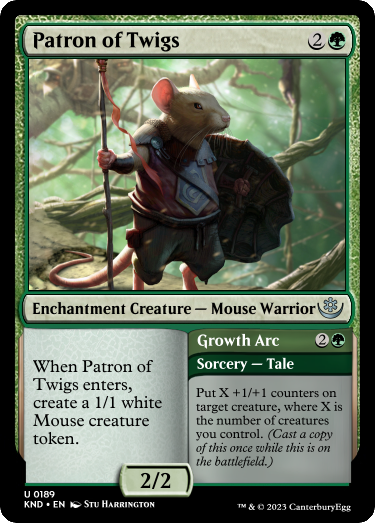 Patron of Twigs 2
Enchantment Creature — Mouse Warrior
When Patron of
Twigs enters,
create a 1/1 white
Mouse creature
token.
Growth Arc 2
Sorcery — Tale
Put X +1/+1 counters on
target creature, where X is
the number of creatures
you control. (Cast a copy
of this once while this is
on the battlefield.)
2/2
U 0189
KND • EN Stu Harrington
™ & © 2023 CanterburyEgg